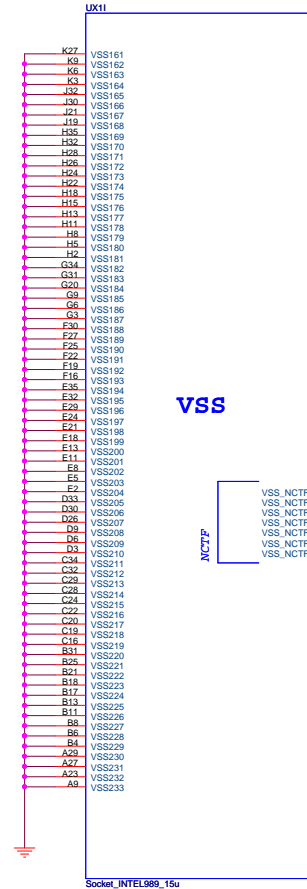 UX1I
K27 VSS161
K9 VSS162
K6 VSS163
K3 VSS164
J32 VSS165
J30 VSS166
J21 VSS167
J19 VSS168
H35 VSS169
H32 VSS170
H28 VSS171
H26 VSS172
H24 VSS173
H22 VSS174
H18 VSS175
H15 VSS176
H13 VSS177
H11 VSS178
H8 VSS179
H5 VSS180
H2 VSS181
G34 VSS182
G31 VSS183
G20 VSS184
G9 VSS185
G6 VSS186
G3 VSS187
F30 VSS188
F27 VSS189
F25 VSS190
F22 VSS191
F19 VSS192
F16 VSS193
E35 VSS194
E32 VSS195
E29 VSS196
E24 VSS197
E21 VSS198
E18 VSS199
E13 VSS200
E11 VSS201
E8 VSS202
E5 VSS203
E2 VSS204
D33 VSS205
D30 VSS206
D26 VSS207
D9 VSS208
D6 VSS209
D3 VSS210
C34 VSS211
C32 VSS212
C29 VSS213
C28 VSS214
C24 VSS215
C22 VSS216
C20 VSS217
C19 VSS218
C16 VSS219
B31 VSS220
B25 VSS221
B21 VSS222
B18 VSS223
B17 VSS224
B13 VSS225
B11 VSS226
B8 VSS227
B6 VSS228
B4 VSS229
A29 VSS230
A27 VSS231
A23 VSS232
A9 VSS233
VSS
NCTF
VSS_NCTF
VSS_NCTF
VSS_NCTF
VSS_NCTF
VSS_NCTF
VSS_NCTF
VSS_NCTF
Socket_INTEL989_15u